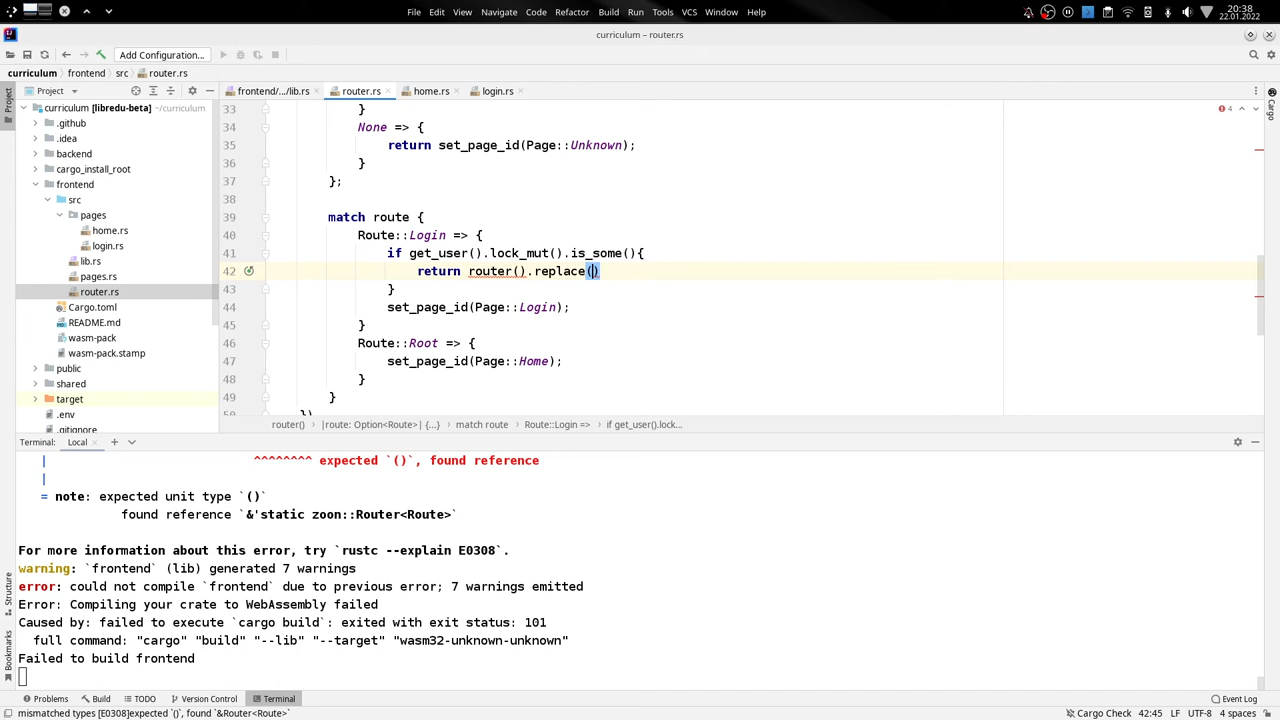 File Edit View Navigate Code Refactor Build Run Tools VCS Window Help
20:38
22.01.2022
curriculum – router.rs
Add Configuration...
curriculum frontend src router.rs
Project
frontend/.../lib.rs router.rs home.rs login.rs
Project
Structure
Bookmarks
Cargo
4
curriculum [libredu-beta] ~/curriculum
.github
.idea
backend
cargo_install_root
frontend
src
pages
home.rs
login.rs
lib.rs
pages.rs
router.rs
Cargo.toml
README.md
wasm-pack
wasm-pack.stamp
public
shared
target
.env
.gitignore
33 }
34 None => {
35 return set_page_id(Page::Unknown);
36 }
37 };
38
39 match route {
40 Route::Login => {
41 if get_user().lock_mut().is_some(){
42 return router().replace()
43 }
44 set_page_id(Page::Login);
45 }
46 Route::Root => {
47 set_page_id(Page::Home);
48 }
49 }
50 })
router() |route: Option<Route>| {...} match route Route::Login => if get_user().lock...
Terminal: Local
| ^^^^^^^^ expected `()`, found reference
|
= note: expected unit type `()`
found reference `&'static zoon::Router<Route>`
For more information about this error, try `rustc --explain E0308`.
warning: `frontend` (lib) generated 7 warnings
error: could not compile `frontend` due to previous error; 7 warnings emitted
Error: Compiling your crate to WebAssembly failed
Caused by: failed to execute `cargo build`: exited with exit status: 101
full command: "cargo" "build" "--lib" "--target" "wasm32-unknown-unknown"
Failed to build frontend
Problems Build TODO Version Control Terminal Event Log
mismatched types [E0308]expected `()`, found `&Router<Route>` Cargo Check 42:45 LF UTF-8 4 spaces